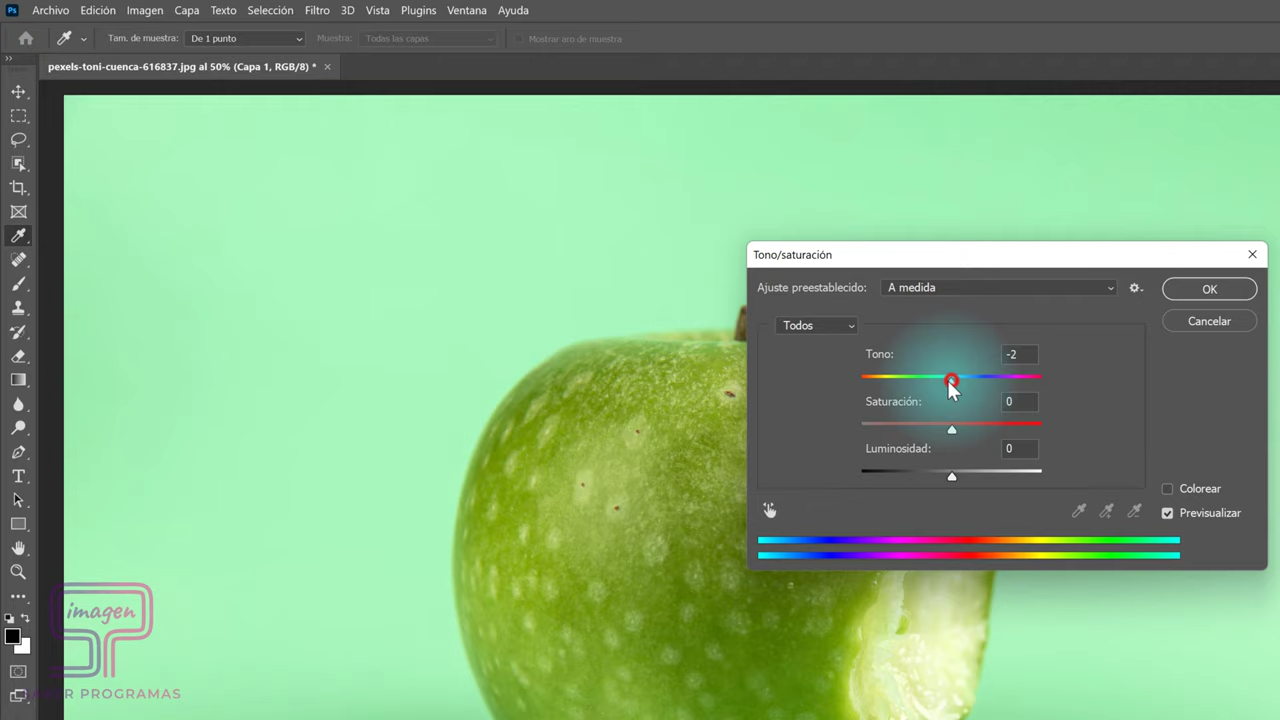 Ps Archivo Edición Imagen Capa Texto Selección Filtro 3D Vista Plugins Ventana Ayuda
Tam. de muestra: De 1 punto Muestra: Todas las capas Mostrar aro de muestra
pexels-toni-cuenca-616837.jpg al 50% (Capa 1, RGB/8) *
Tono/saturación
Ajuste preestablecido: A medida
OK
Todos
Cancelar
Tono: -2
Saturación: 0
Luminosidad: 0
Colorear
Previsualizar
imagen
PROGRAMAS